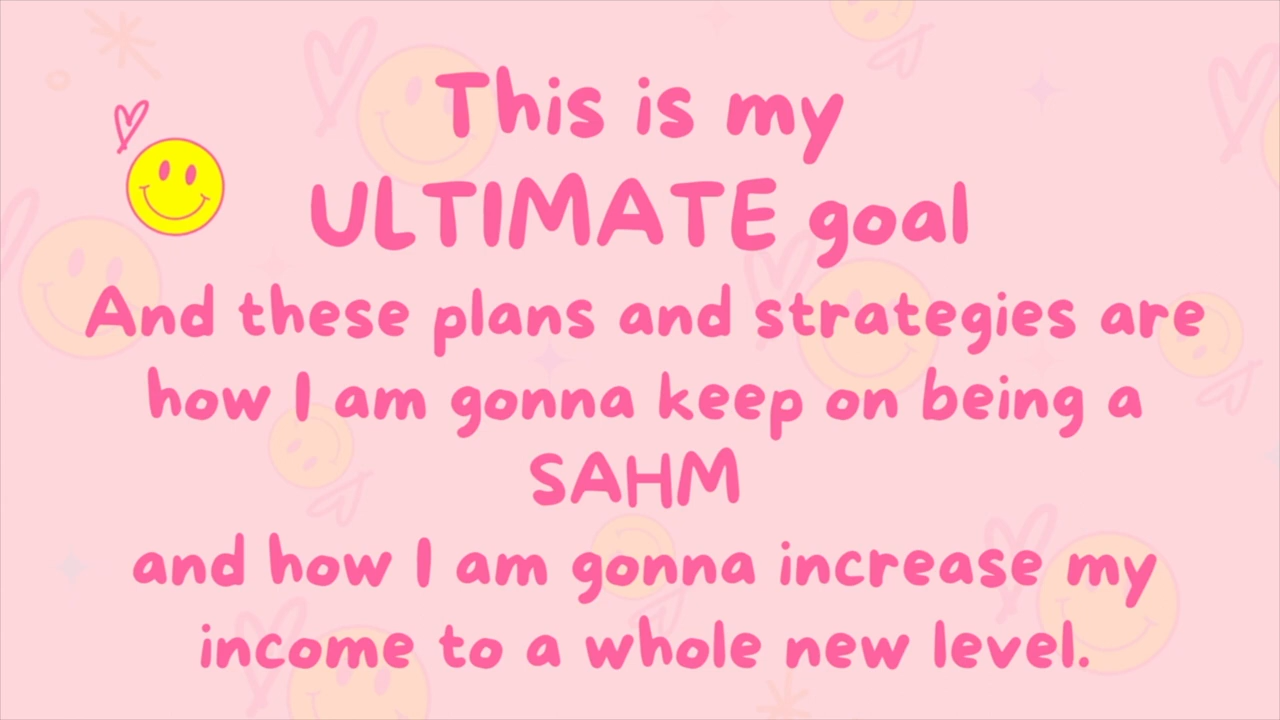 This is my
ULTIMATE goal
And these plans and strategies are
how I am gonna keep on being a
SAHM
and how I am gonna increase my
income to a whole new level.